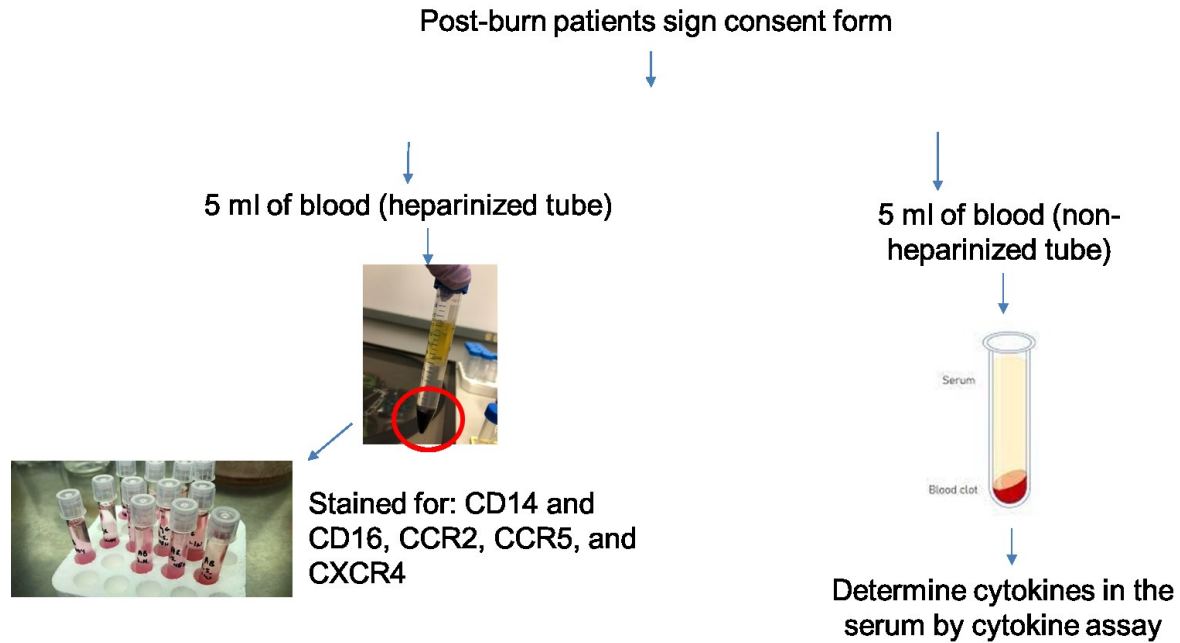 Post-burn patients sign consent form
5 ml of blood (heparinized tube)
5 ml of blood (non-
heparinized tube)
Serum
Blood clot
Stained for: CD14 and
CD16, CCR2, CCR5, and
CXCR4
Determine cytokines in the
serum by cytokine assay